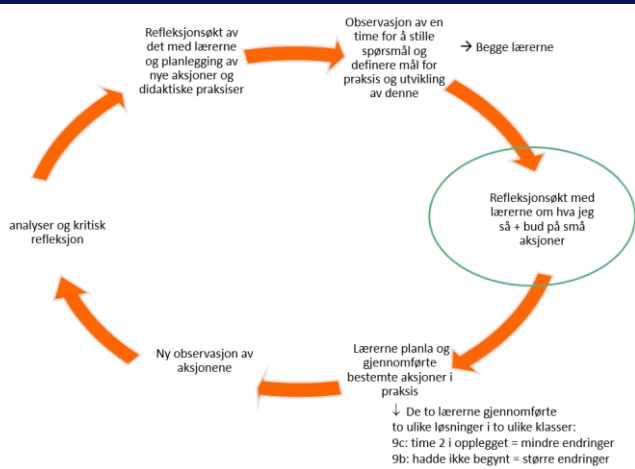 Refleksjonsøkt av
det med lærerne
og planlegging av
nye aksjoner og
didaktiske praksiser
Observasjon av en
time for å stille
spørsmål og
definere mål for
praksis og utvikling
av denne
→ Begge lærerne
Refleksjonsøkt med
lærerne om hva jeg
så + bud på små
aksjoner
Lærerne planla og
gjennomførte
bestemte aksjoner i
praksis
↓ De to lærerne gjennomførte
to ulike løsninger i to ulike klasser:
9c: time 2 i opplegget = mindre endringer
9b: hadde ikke begynt = større endringer
Ny observasjon av
aksjonene
analyser og kritisk
refleksjon